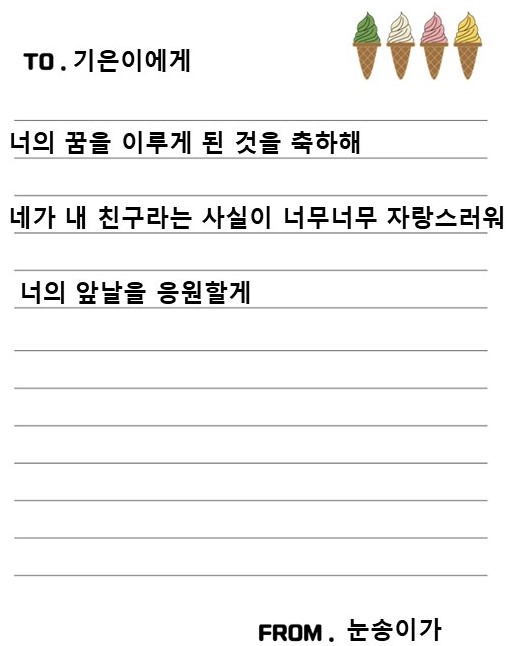 TO . 기은이에게
너의 꿈을 이루게 된 것을 축하해
네가 내 친구라는 사실이 너무너무 자랑스러워
너의 앞날을 응원할게
FROM . 눈송이가